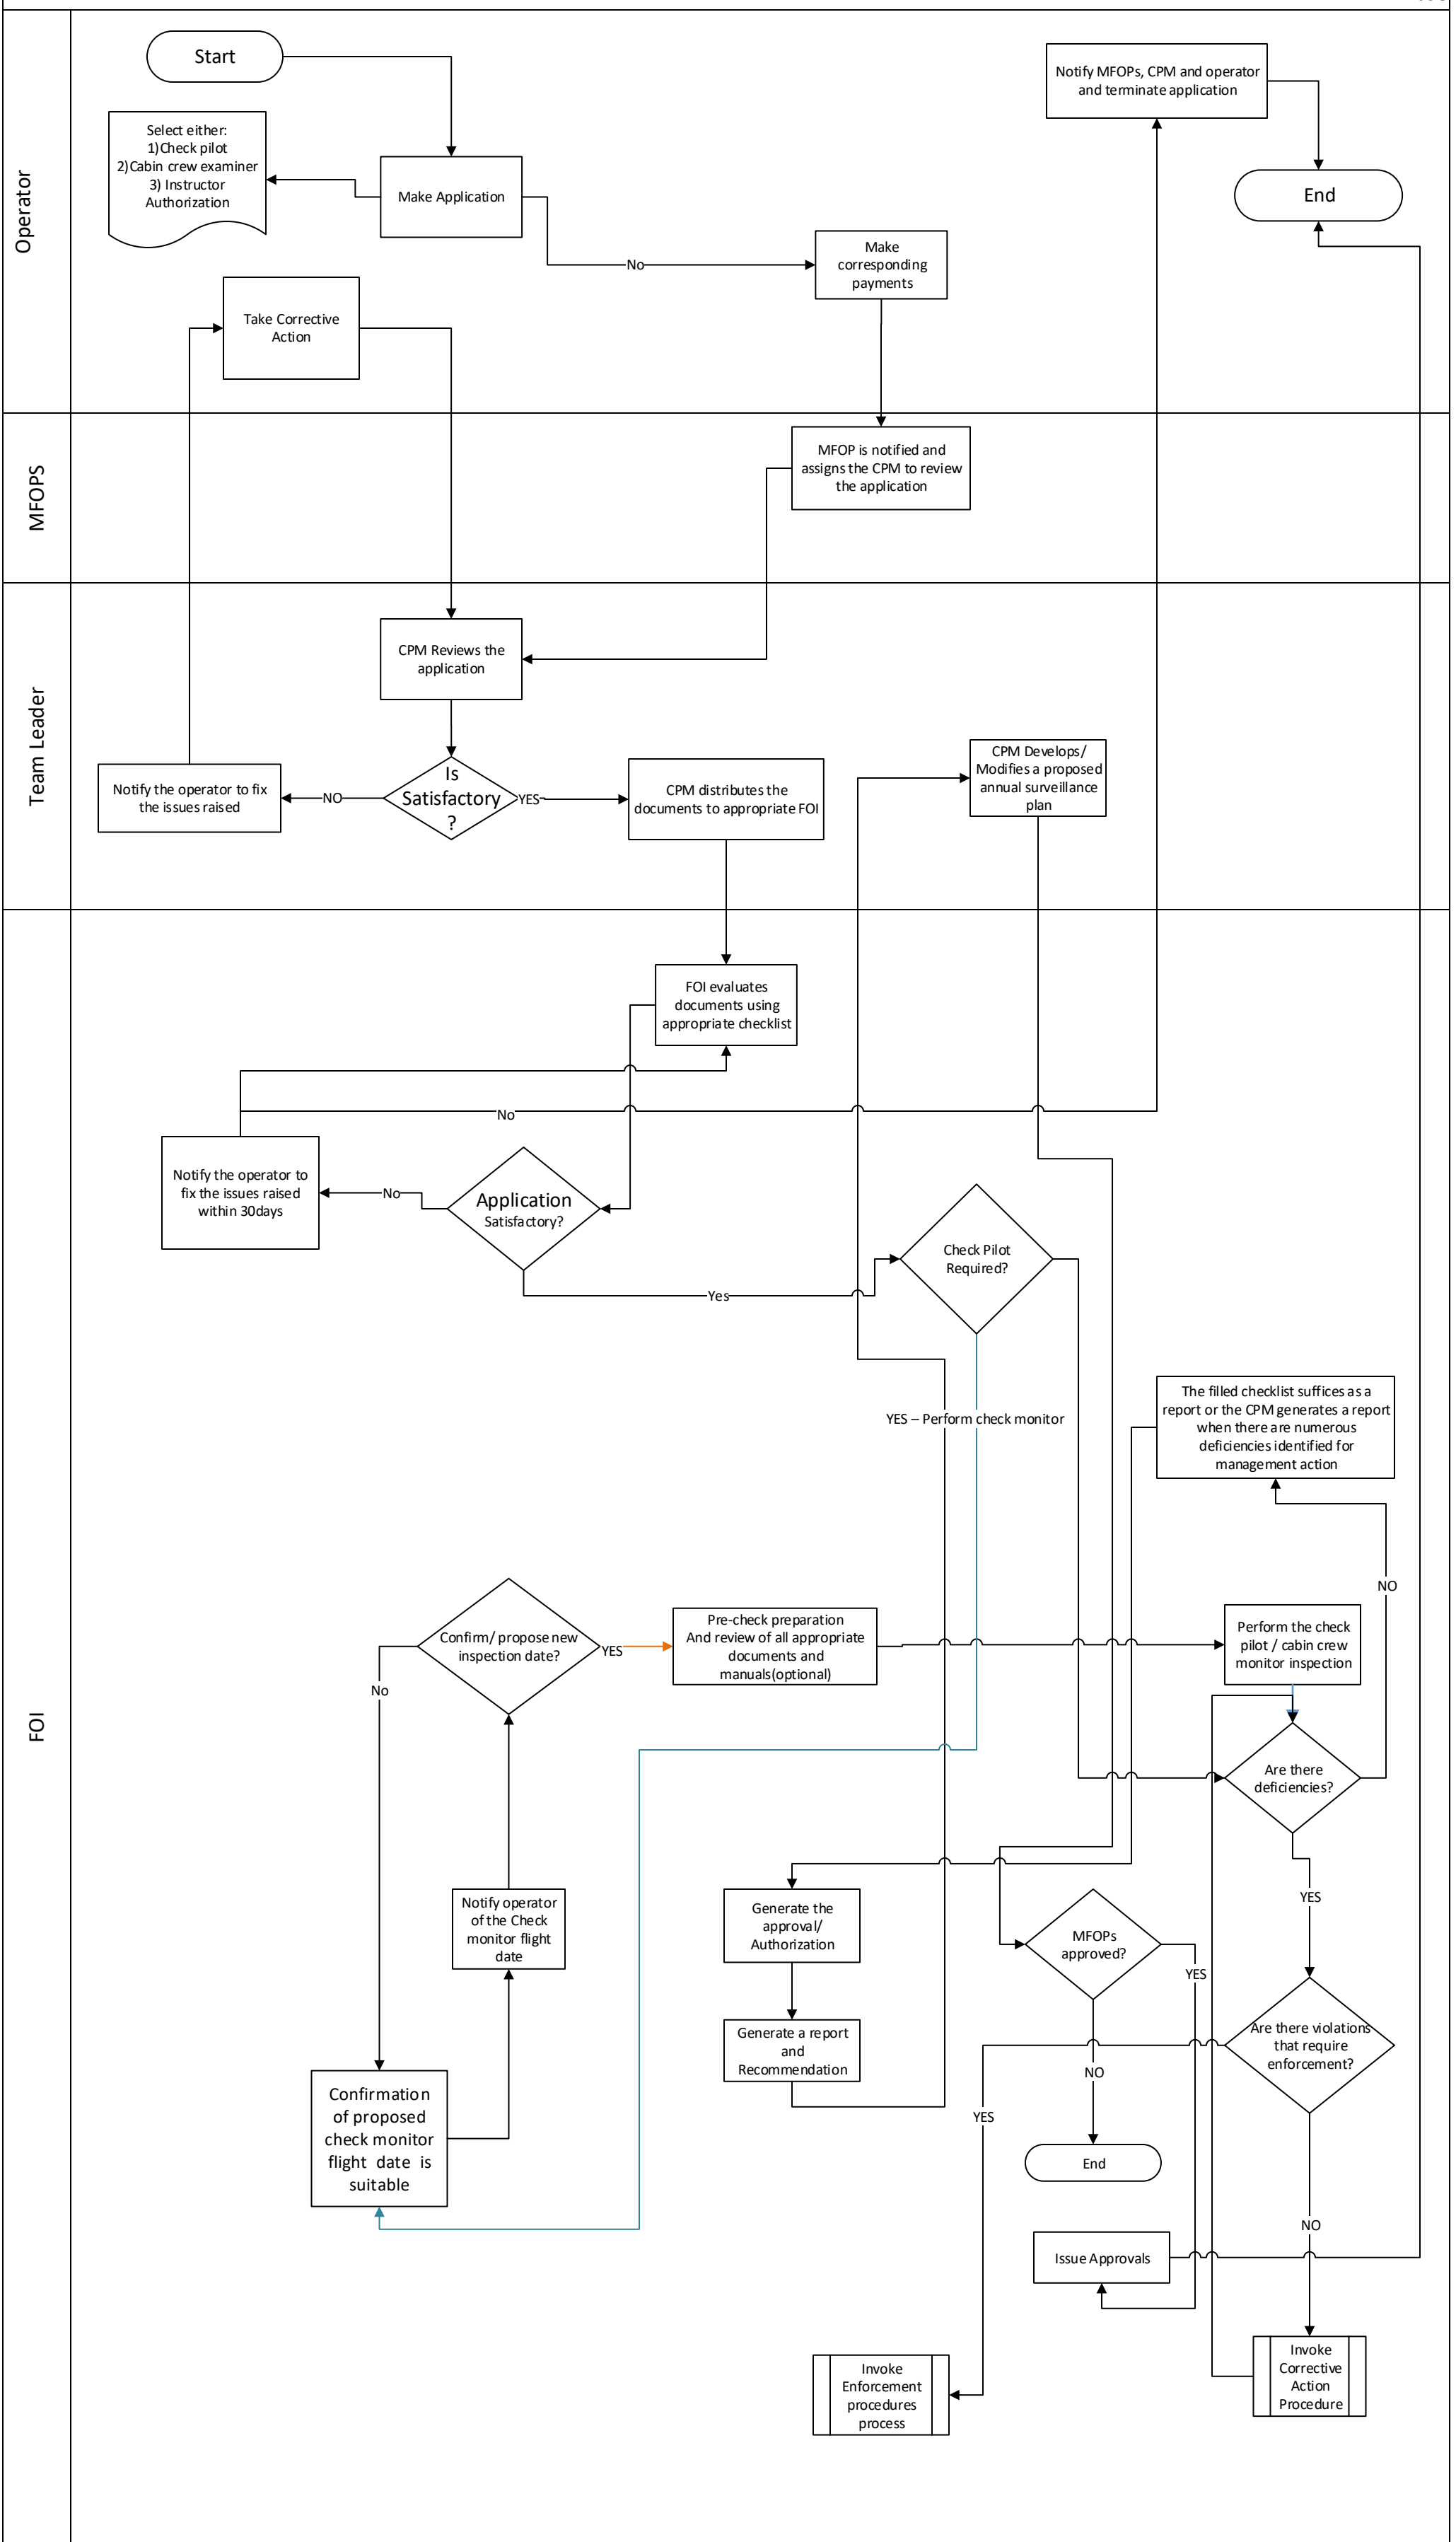 Operator
Start
Notify MFOPs, CPM and operator
and terminate application
Select either:
1)Check pilot
2)Cabin crew examiner
3) Instructor
Authorization
Make Application
End
No
Make
corresponding
payments
Take Corrective
Action
MFOPS
MFOP is notified and
assigns the CPM to review
the application
Team Leader
CPM Reviews the
application
Notify the operator to fix
the issues raised
NO
Is
Satisfactory
?
YES
CPM distributes the
documents to appropriate FOI
CPM Develops/
Modifies a proposed
annual surveillance
plan
FOI
FOI evaluates
documents using
appropriate checklist
No
Notify the operator to
fix the issues raised
within 30days
No
Application
Satisfactory?
Yes
Check Pilot
Required?
YES – Perform check monitor
The filled checklist suffices as a
report or the CPM generates a report
when there are numerous
deficiencies identified for
management action
NO
Confirm/ propose new
inspection date?
YES
No
Pre-check preparation
And review of all appropriate
documents and
manuals(optional)
Perform the check
pilot / cabin crew
monitor inspection
Are there
deficiencies?
YES
Notify operator
of the Check
monitor flight
date
Generate the
approval/
Authorization
MFOPs
approved?
YES
Generate a report
and
Recommendation
Are there violations
that require
enforcement?
NO
YES
Confirmation
of proposed
check monitor
flight date is
suitable
End
NO
Issue Approvals
Invoke
Enforcement
procedures
process
Invoke
Corrective
Action
Procedure